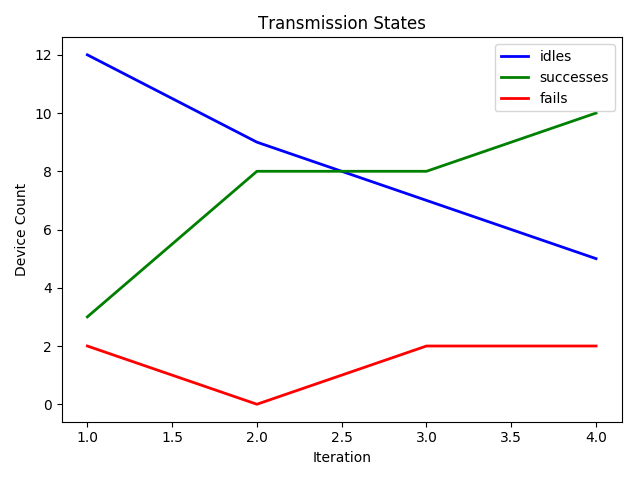 Transmission States
idles
successes
fails
Device Count
12
10
8
6
4
2
0
1.0
1.5
2.0
2.5
3.0
3.5
4.0
Iteration